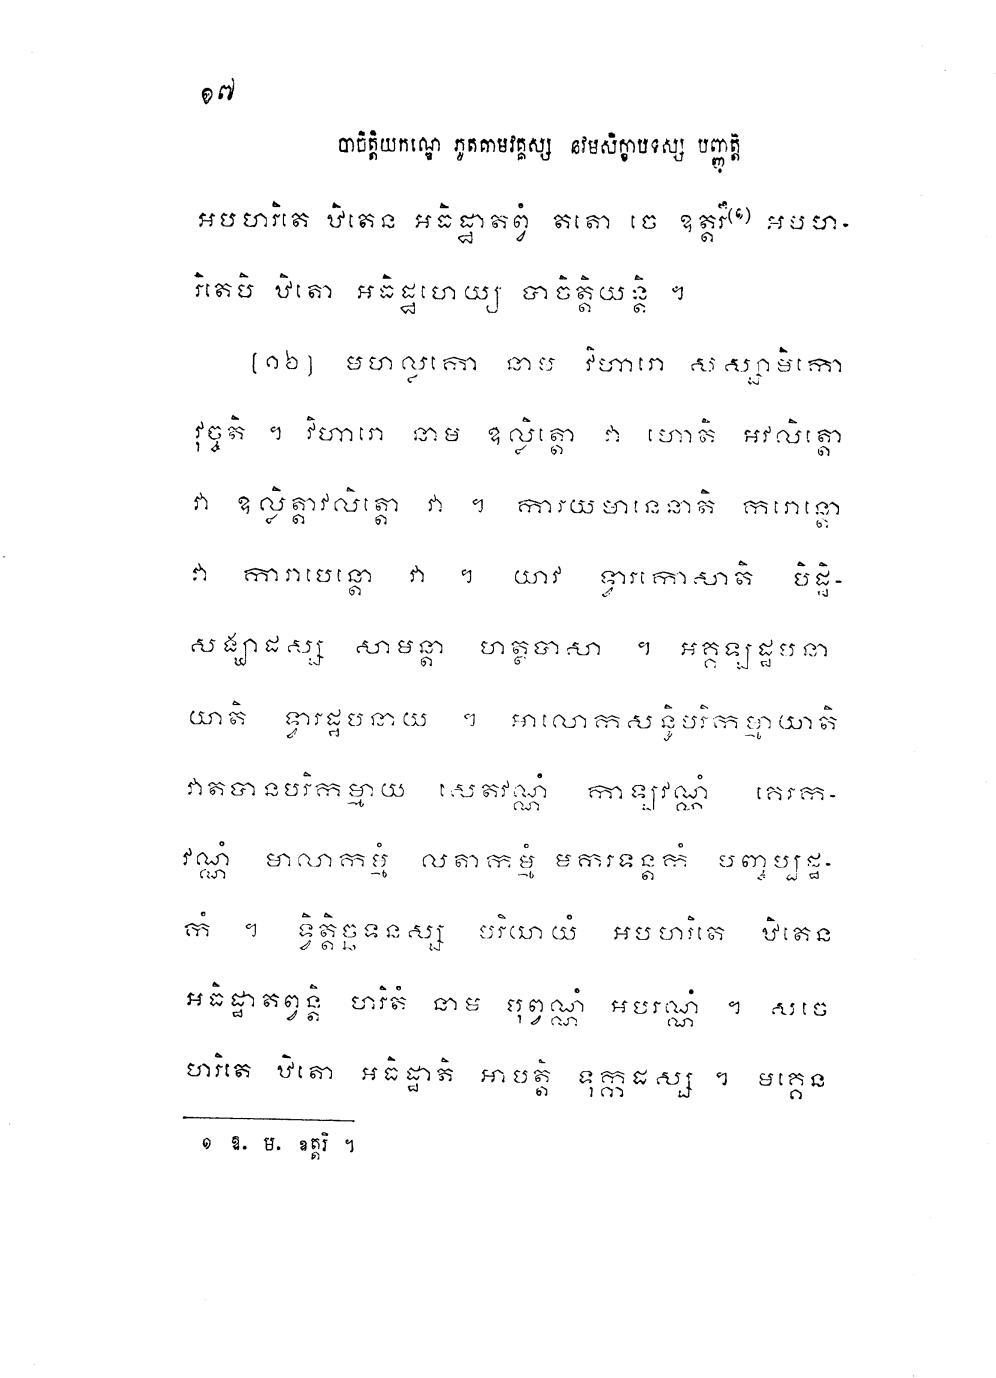 ១៧
បាចិត្តិយកណ្ឌេ ភូតគាមវគ្គស្ស នវមសិក្ខាបទស្ស បញ្ញត្តិ
អបហរិតេ ឋិតេន អធិដ្ឋាតព្វំ តតោ ចេ ឧត្តរឹ(១) អបហ-
រិតេបិ ឋិតោ អធិដ្ឋហេយ្យ បាចិត្តិយន្តិ ។
[១៦] មហល្លកោ នាម វិហារោ សស្សាមិកោ
វុច្ចតិ ។ វិហារោ នាម ឧល្លិត្តោ វា ហោតិ អវលិត្តោ
វា ឧល្លិត្តាវលិត្តោ វា ។ ការយមានេនាតិ ករោន្តោ
វា ការាបេន្តោ វា ។ យាវ ទ្វារកោសាតិ បិដ្ឋិ-
សង្ឃាដស្ស សាមន្តា ហត្ថបាសា ។ អគ្គឡដ្ឋបនា
យាតិ ទ្វារដ្ឋបនាយ ។ អាលោកសន្ធិបរិកម្មាយាតិ
វាតបានបរិកម្មាយ សេតវណ្ណំ កាឡវណ្ណំ គេរុក-
វណ្ណំ មាលាកម្មំ លតាកម្មំ មករទន្តកំ បញ្ចប្បដ្ឋ-
កំ ។ ទ្វិត្តិច្ឆទនស្ស បរិយាយំ អបហរិតេ ឋិតេន
អធិដ្ឋាតព្វន្តិ ហរិតំ នាម បុព្វណ្ណំ អបរណ្ណំ ។ សចេ
ហរិតេ ឋិតោ អធិដ្ឋាតិ អាបត្តិ ទុក្កដស្ស ។ មគ្គេន
១ ឱ. ម. ឧត្តរិ ។